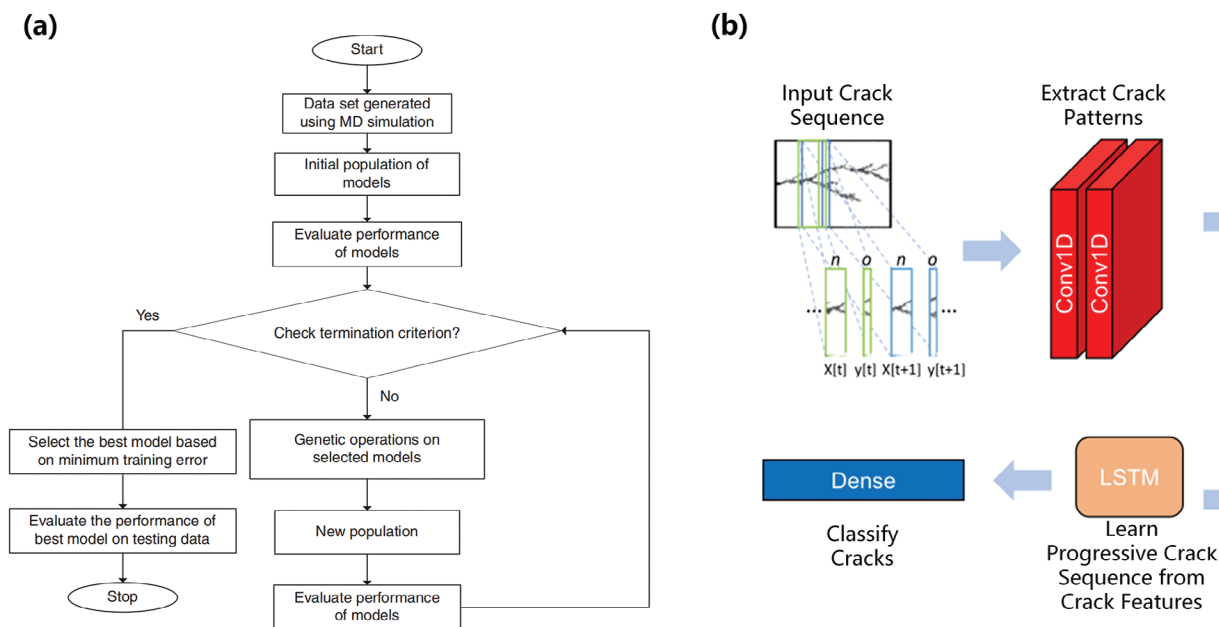 (a)
Start
Data set generated
using MD simulation
Initial population of
models
Evaluate performance
of models
Yes
Check termination criterion?
No
Select the best model based
on minimum training error
Genetic operations on
selected models
Evaluate the performance of
best model on testing data
New population
Stop
Evaluate performance
of models
(b)
Input Crack
Sequence
Extract Crack
Patterns
n o n o
... ...
X[t] y[t] X[t+1] y[t+1]
Conv1D
Conv1D
Dense
LSTM
Classify
Cracks
Learn
Progressive Crack
Sequence from
Crack Features